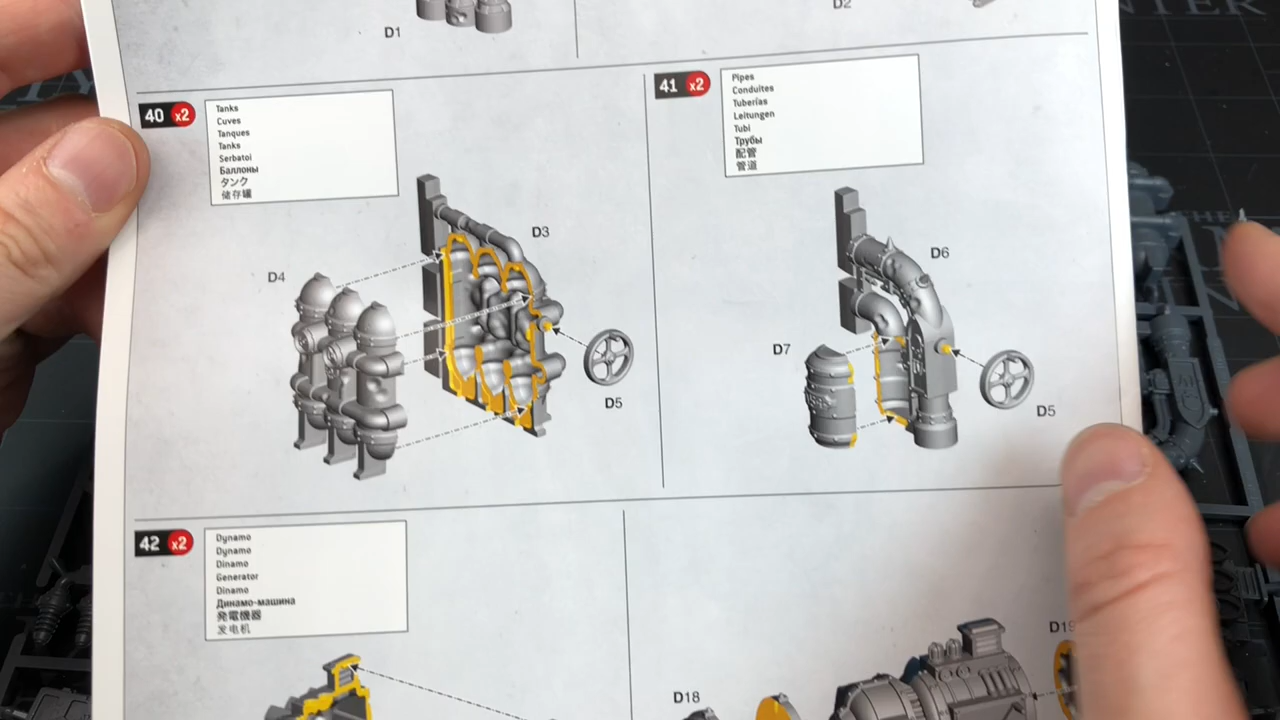 D1
D2
40 x2
Tanks
Cuves
Tanques
Tanks
Serbatoi
Баллоны
タンク
储存罐
D3
D4
D5
41 x2
Pipes
Conduites
Tuberías
Leitungen
Tubi
Трубы
配管
管道
D6
D7
D5
42 x2
Dynamo
Dynamo
Dinamo
Generator
Dinamo
Динамо-машина
発電機器
发电机
D18
D19